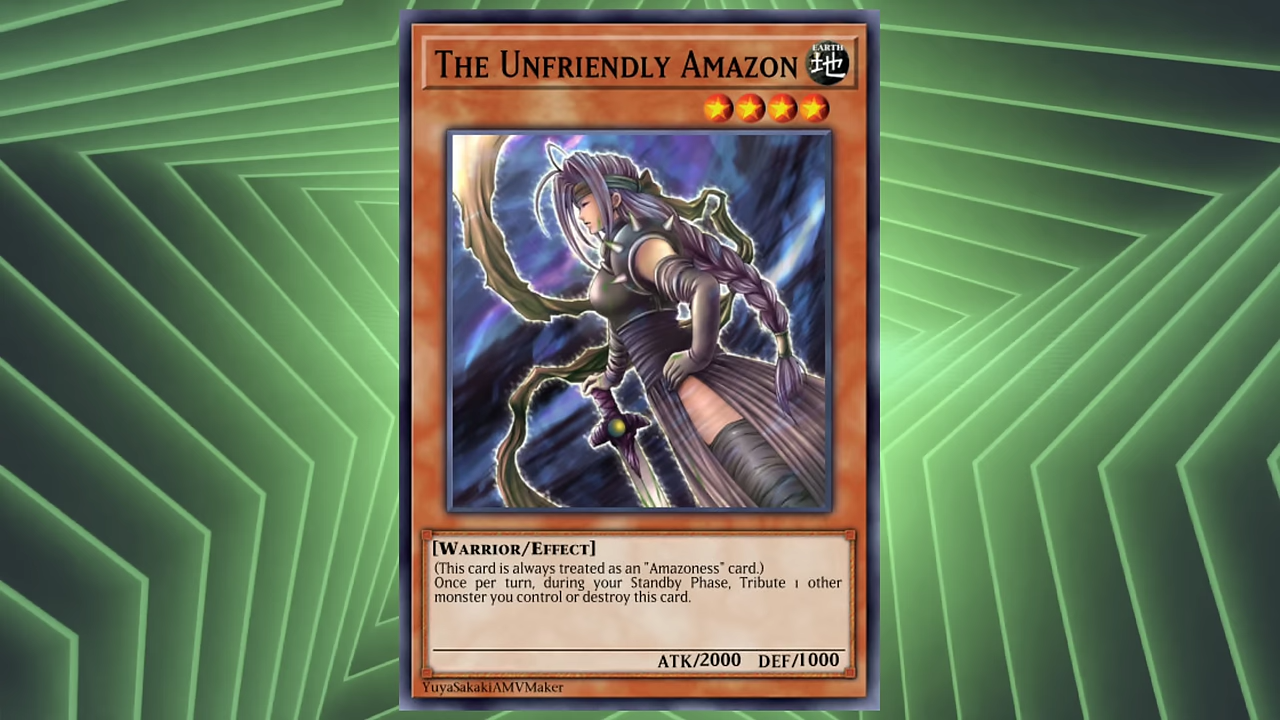 The Unfriendly Amazon
EARTH
地
[Warrior/Effect]
(This card is always treated as an "Amazoness" card.)
Once per turn, during your Standby Phase, Tribute 1 other
monster you control or destroy this card.
ATK/2000 DEF/1000
YuyaSakakiAMVMaker